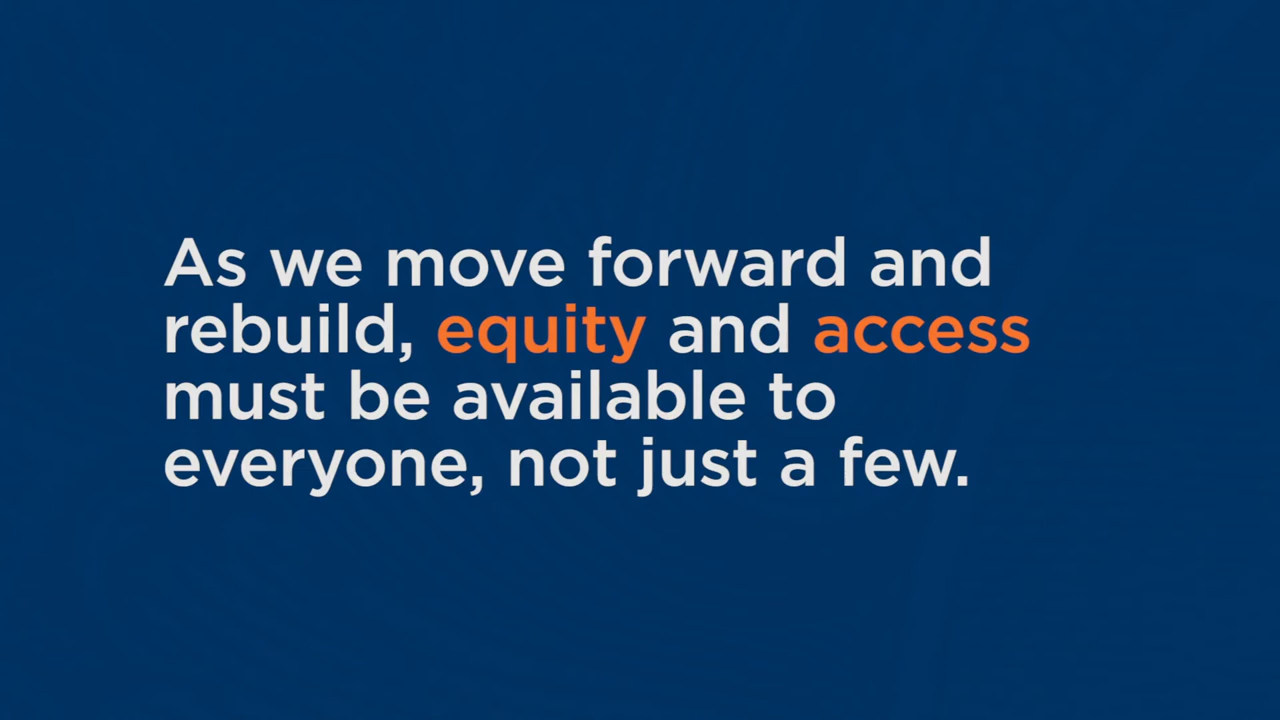 As we move forward and
rebuild, equity and access
must be available to
everyone, not just a few.